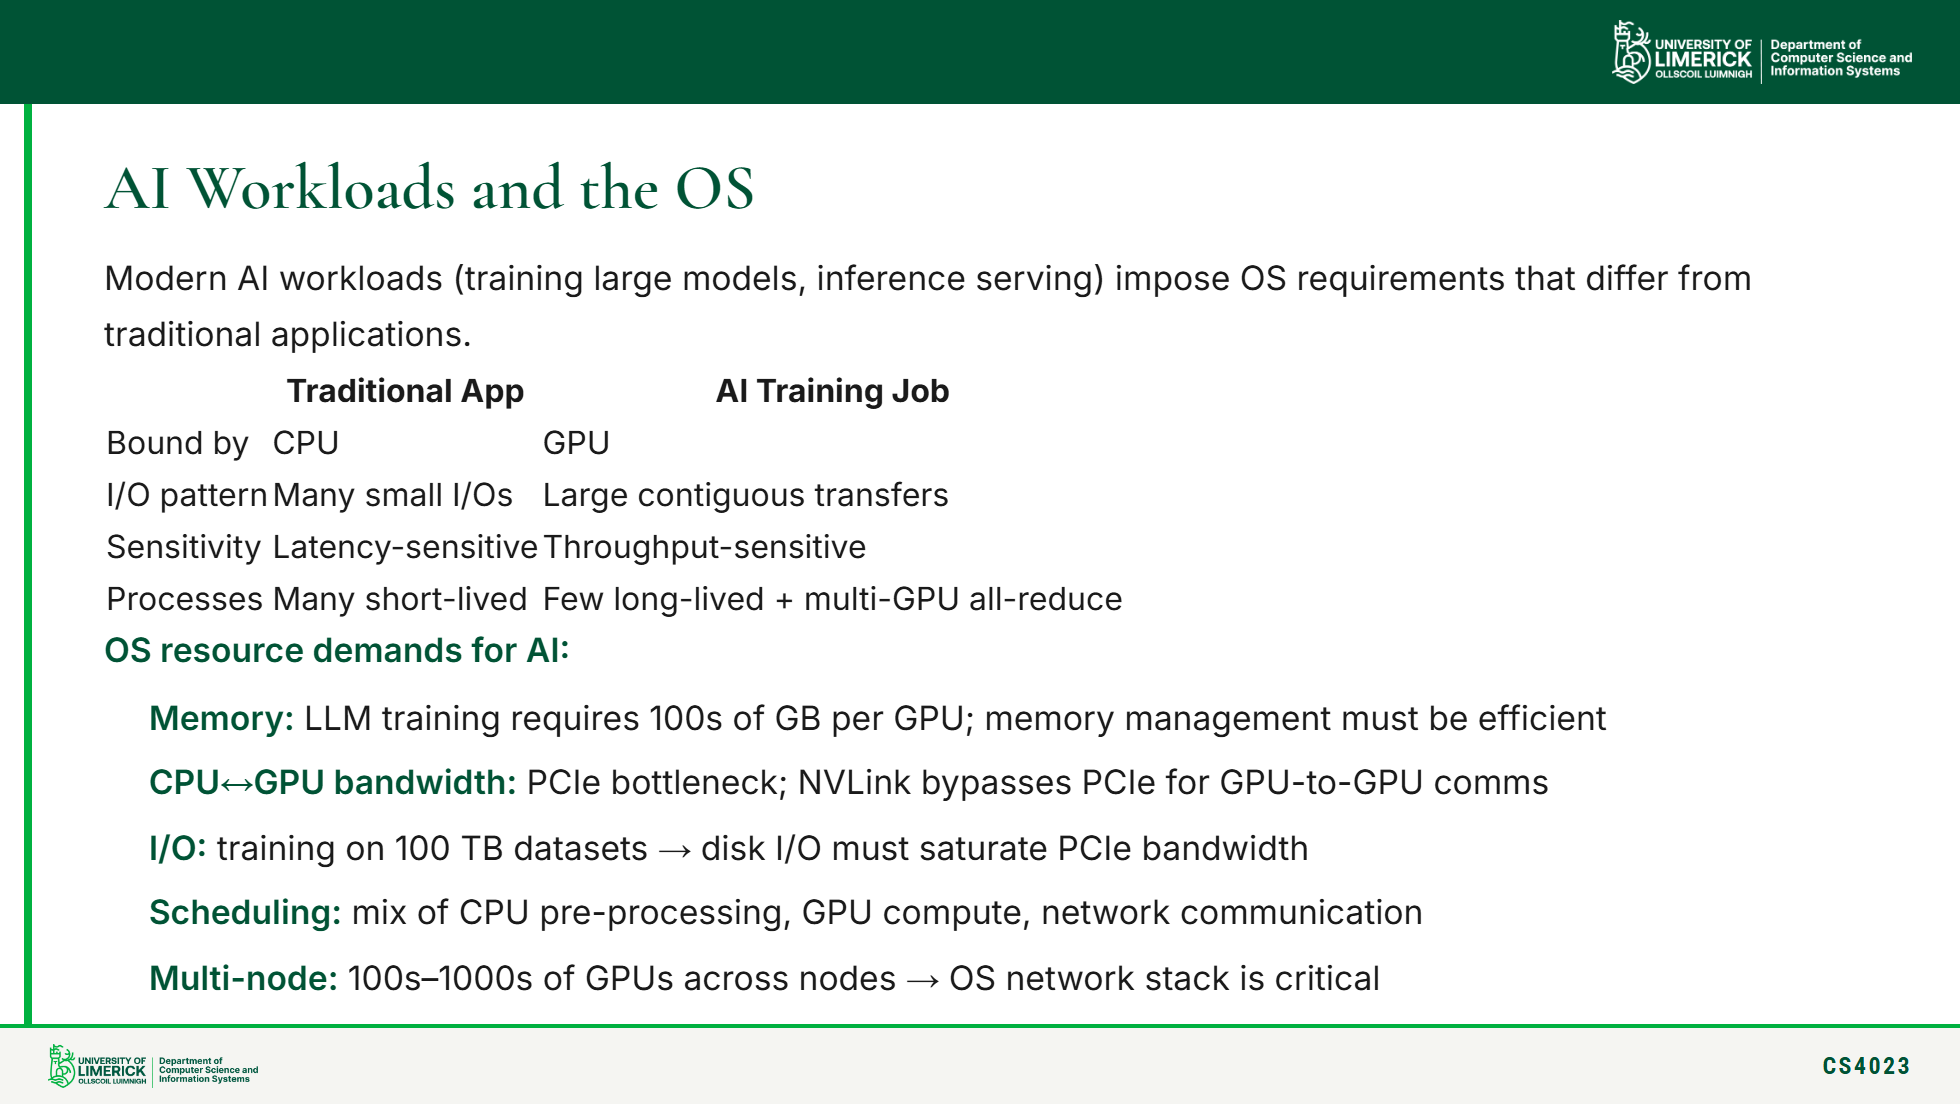 UNIVERSITY OF
LIMERICK
OLLSCOIL LUIMNIGH
Department of
Computer Science and
Information Systems
AI Workloads and the OS
Modern AI workloads (training large models, inference serving) impose OS requirements that differ from
traditional applications.
Traditional App AI Training Job
Bound by CPU GPU
I/O pattern Many small I/Os Large contiguous transfers
Sensitivity Latency-sensitive Throughput-sensitive
Processes Many short-lived Few long-lived + multi-GPU all-reduce
OS resource demands for AI:
Memory: LLM training requires 100s of GB per GPU; memory management must be efficient
CPU↔GPU bandwidth: PCIe bottleneck; NVLink bypasses PCIe for GPU-to-GPU comms
I/O: training on 100 TB datasets → disk I/O must saturate PCIe bandwidth
Scheduling: mix of CPU pre-processing, GPU compute, network communication
Multi-node: 100s–1000s of GPUs across nodes → OS network stack is critical
UNIVERSITY OF
LIMERICK
OLLSCOIL LUIMNIGH
Department of
Computer Science and
Information Systems
CS4023